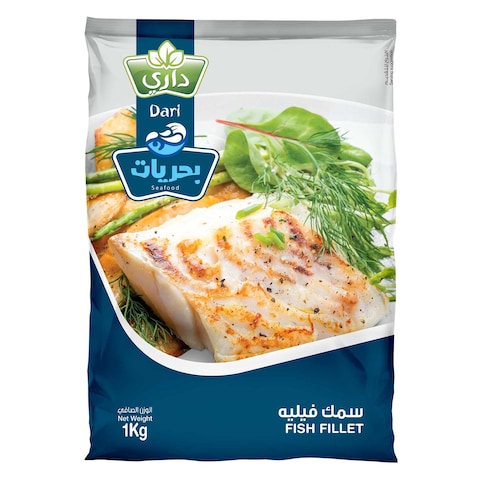 داري
Dari
بحريات
Seafood
سمك فيليه
FISH FILLET
الوزن الصافي
Net Weight
1Kg